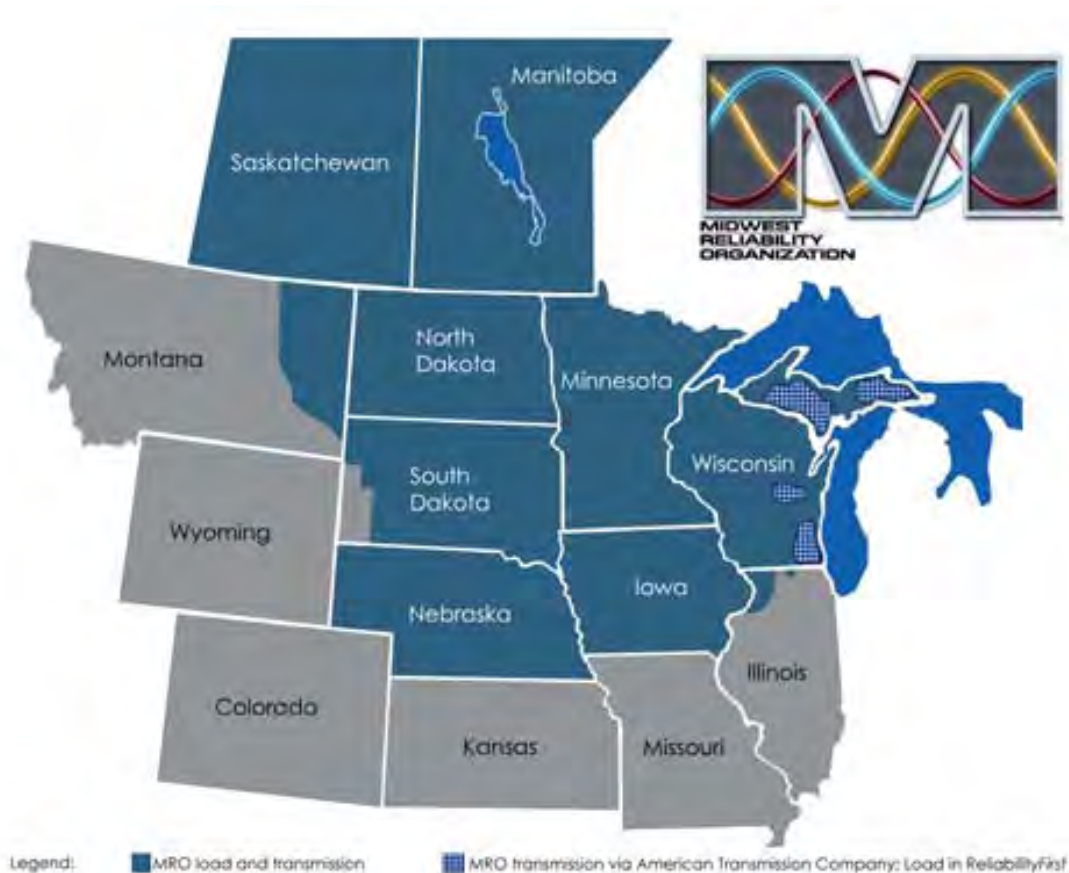 Manitoba
Saskatchewan
MIDWEST
RELIABILITY
ORGANIZATION
Montana
North
Dakota
Minnesota
Wisconsin
South
Dakota
Wyoming
Iowa
Nebraska
Illinois
Colorado
Kansas
Missouri
Legend:
MRO load and transmission
MRO transmission via American Transmission Company; Load in ReliabilityFirst